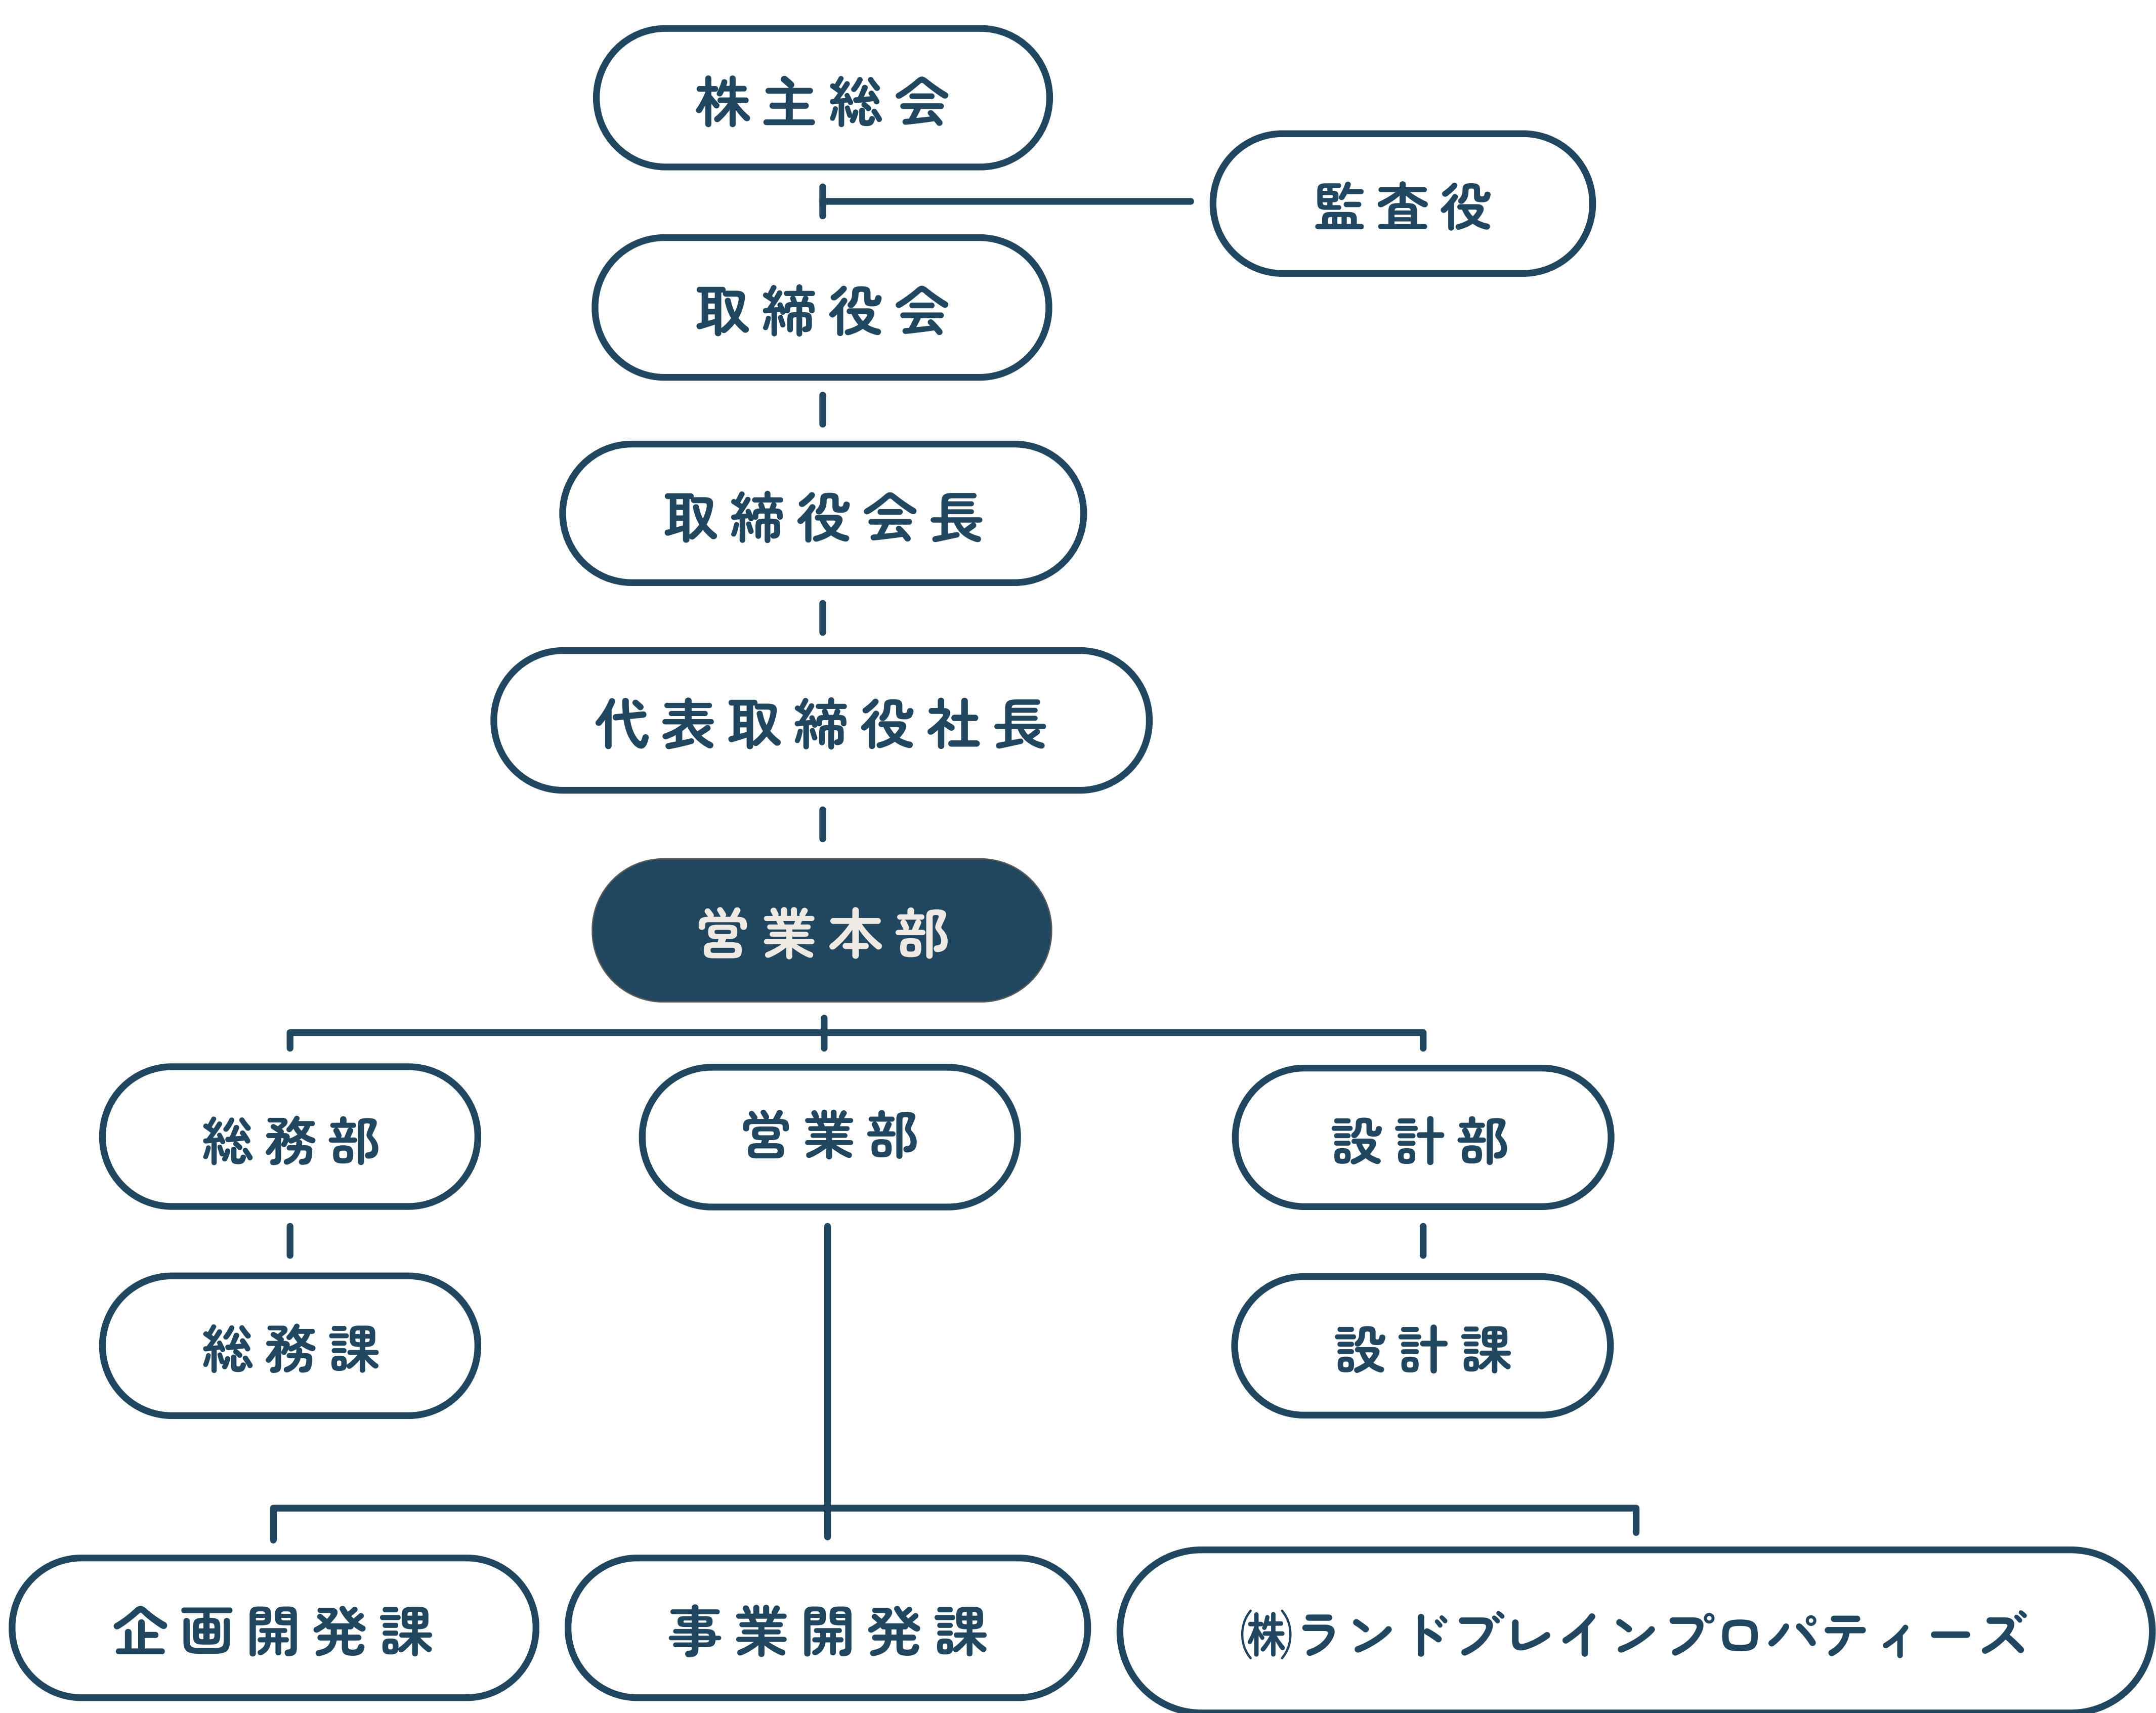 株主総会
監査役
取締役会
取締役会長
代表取締役社長
営業本部
総務部
営業部
設計部
総務課
設計課
企画開発課
事業開発課
㈱ランドブレインプロパティーズ